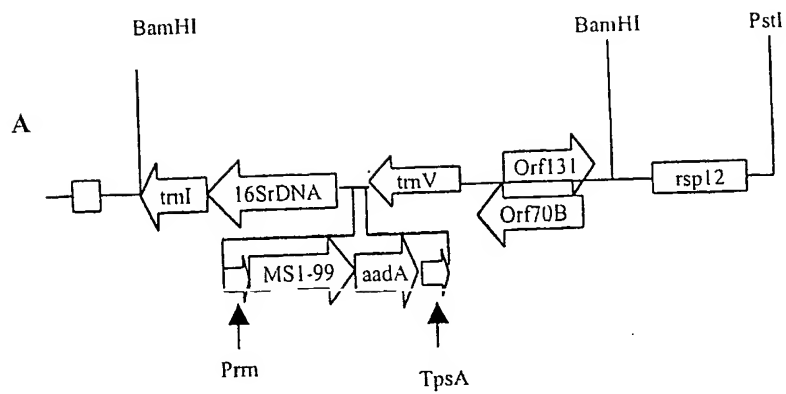 BamHI
BamHI
PstI
A
trnI
16SrDNA
trnV
Orf131
Orf70B
rsp12
MS1-99
aadA
Prrn
TpsA